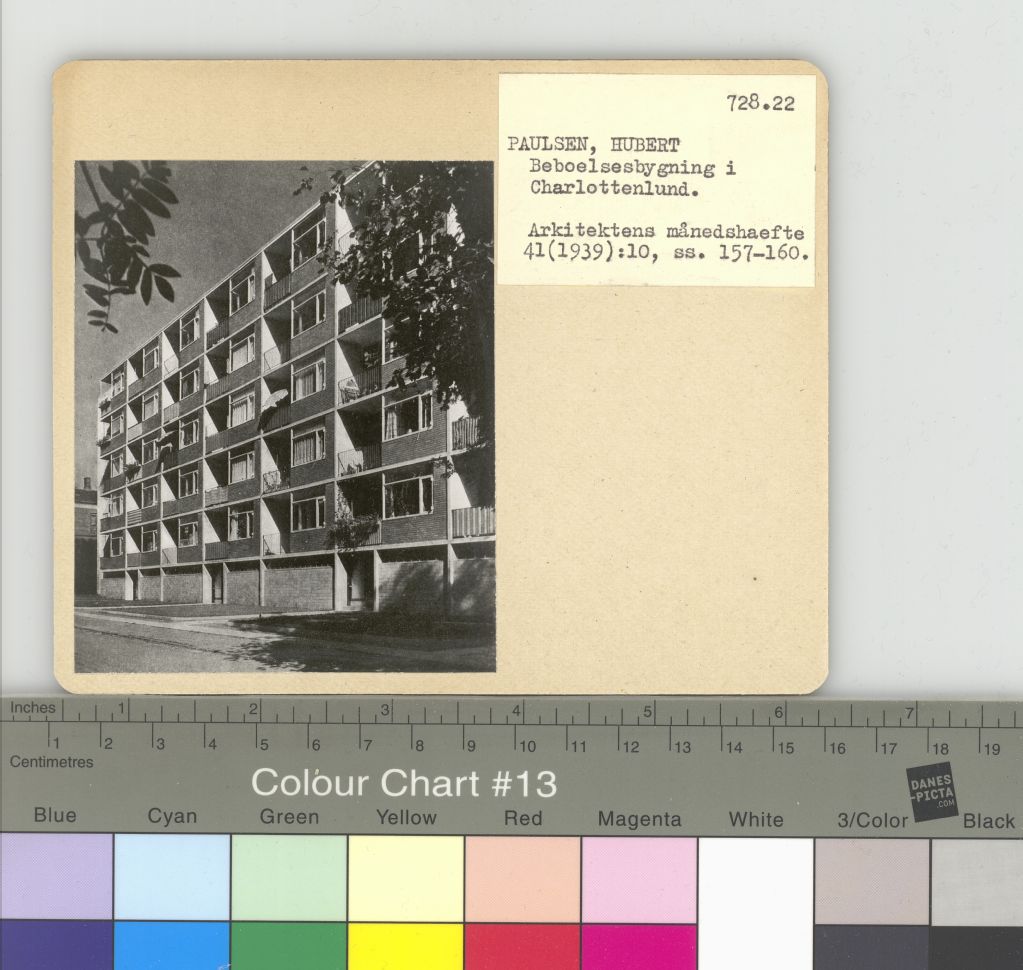 728.22
PAULSEN, HUBERT
Beboelsesbygning i
Charlottenlund.
Arkitektens månedshaefte
41(1939):10, ss. 157-160.
Inches 1 2 3 4 5 6 7
1 2 3 4 5 6 7 8 9 10 11 12 13 14 15 16 17 18 19
Centimetres
Colour Chart #13
DANES
-PICTA
.COM
Blue Cyan Green Yellow Red Magenta White 3/Color Black